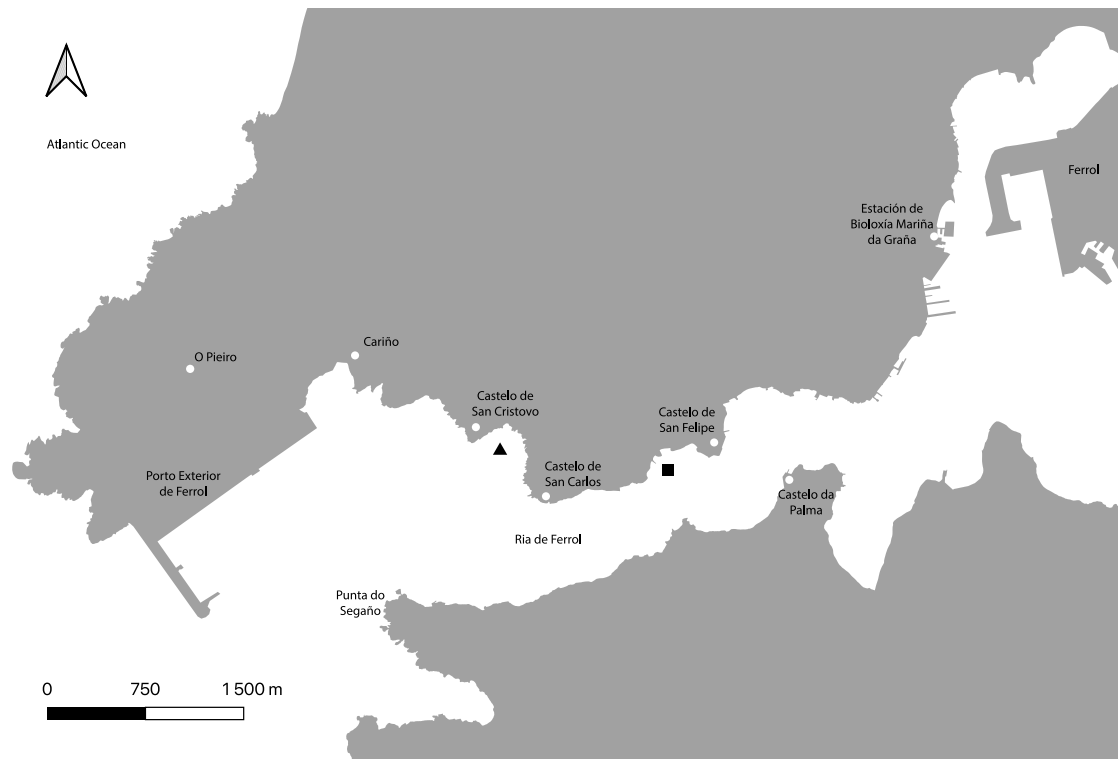 Atlantic Ocean
Ferrol
Estación de
Bioloxía Mariña
da Graña
Cariño
O Pieiro
Castelo de
San Cristovo
Castelo de
San Felipe
Castelo de
San Carlos
Porto Exterior
de Ferrol
Castelo da
Palma
Ria de Ferrol
Punta do
Segaño
0 750 1 500 m